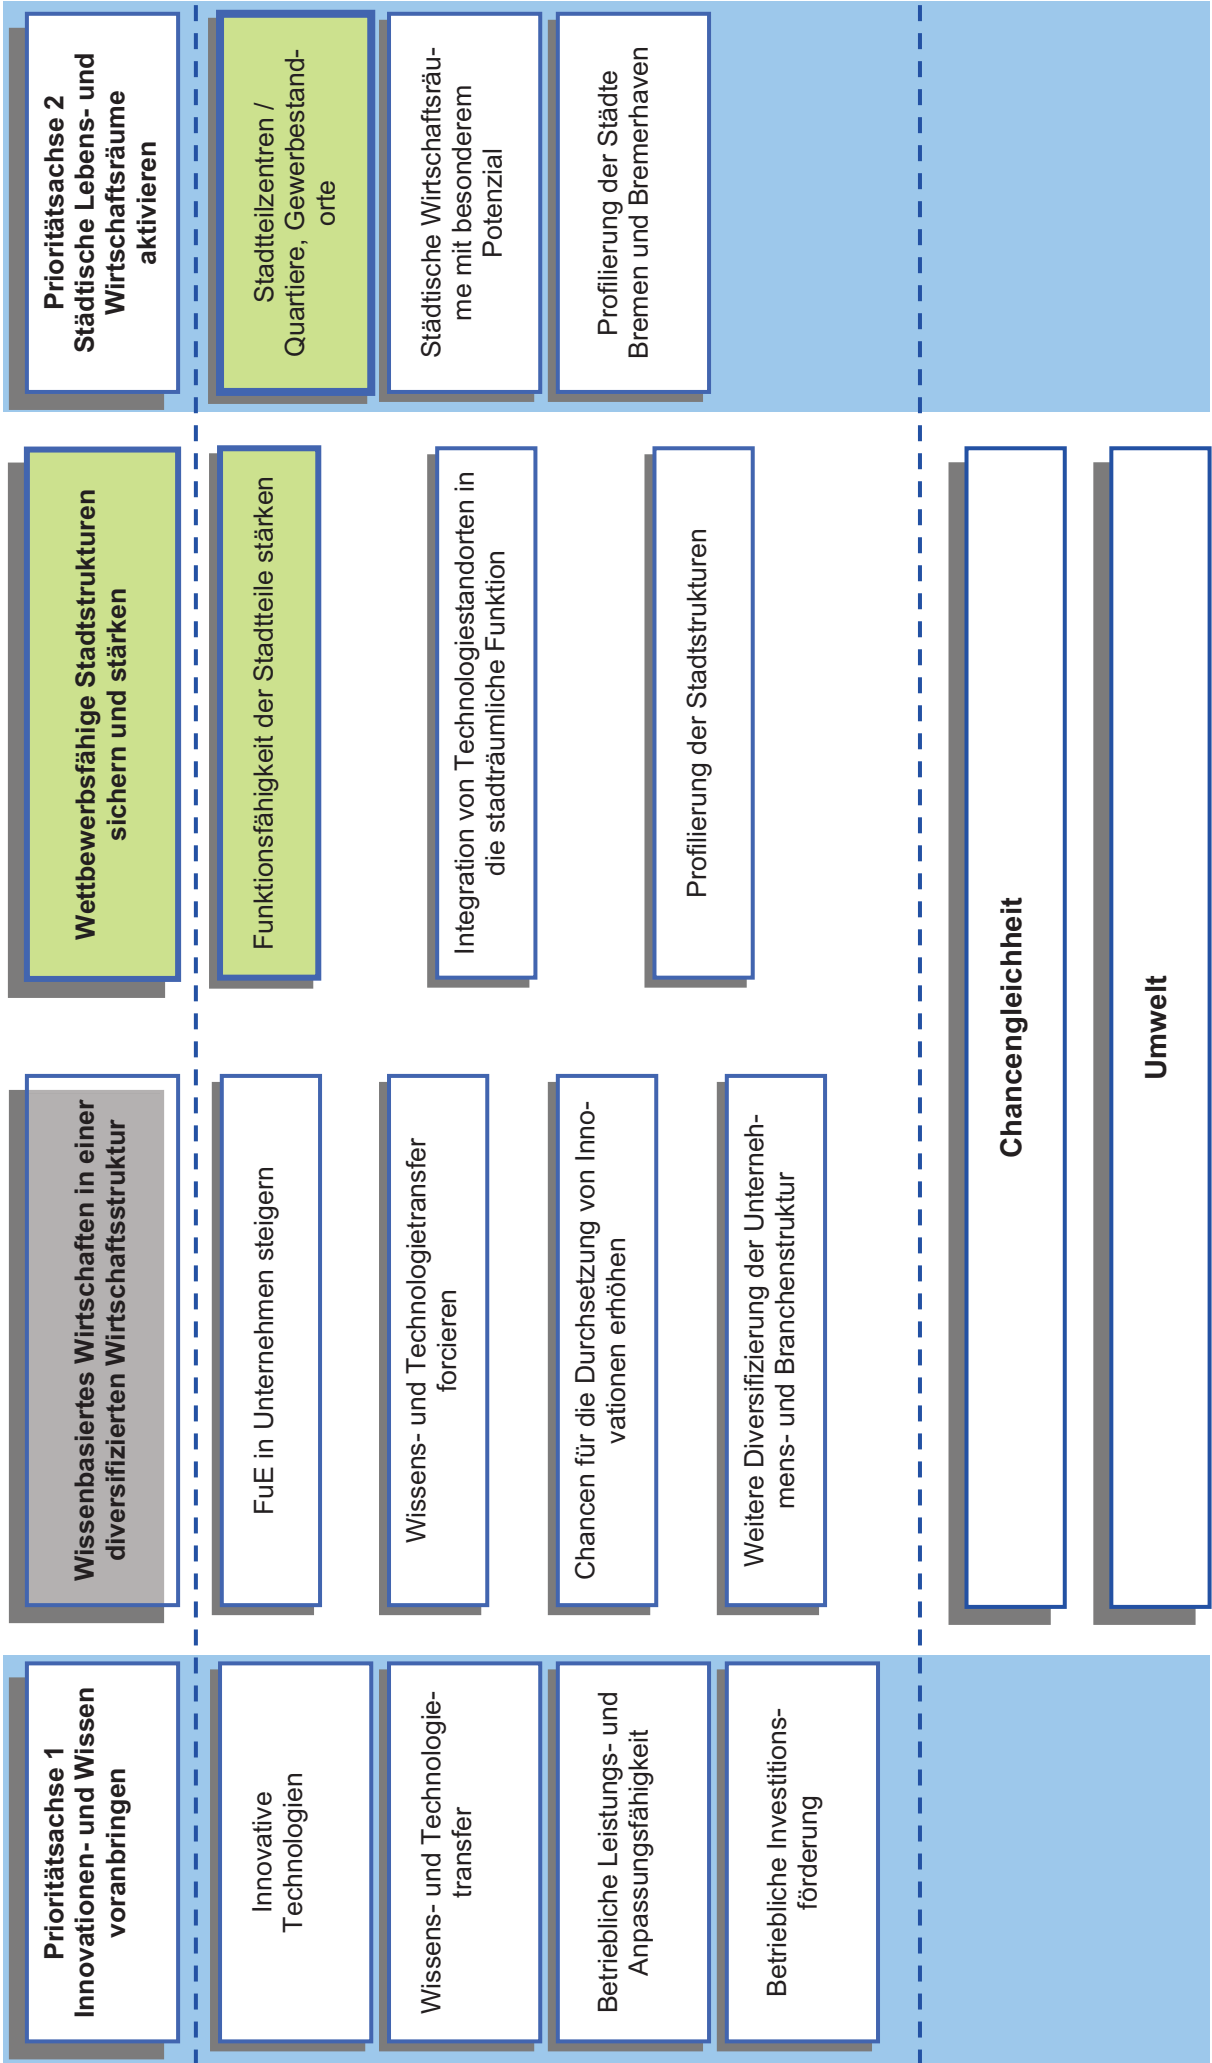 Prioritätsachse 1
Innovationen- und Wissen
voranbringen
Wissenbasiertes Wirtschaften in einer
diversifizierten Wirtschaftsstruktur
Wettbewerbsfähige Stadtstrukturen
sichern und stärken
Prioritätsachse 2
Städtische Lebens- und
Wirtschaftsräume
aktivieren
Innovative
Technologien
Wissens- und Technologie-
transfer
Betriebliche Leistungs- und
Anpassungsfähigkeit
Betriebliche Investitions-
förderung
FuE in Unternehmen steigern
Wissens- und Technologietransfer
forcieren
Chancen für die Durchsetzung von Inno-
vationen erhöhen
Weitere Diversifizierung der Unterneh-
mens- und Branchenstruktur
Funktionsfähigkeit der Stadtteile stärken
Integration von Technologiestandorten in
die stadträumliche Funktion
Profilierung der Stadtstrukturen
Stadtteilzentren /
Quartiere, Gewerbestand-
orte
Städtische Wirtschaftsräu-
me mit besonderem
Potenzial
Profilierung der Städte
Bremen und Bremerhaven
Chancengleichheit
Umwelt